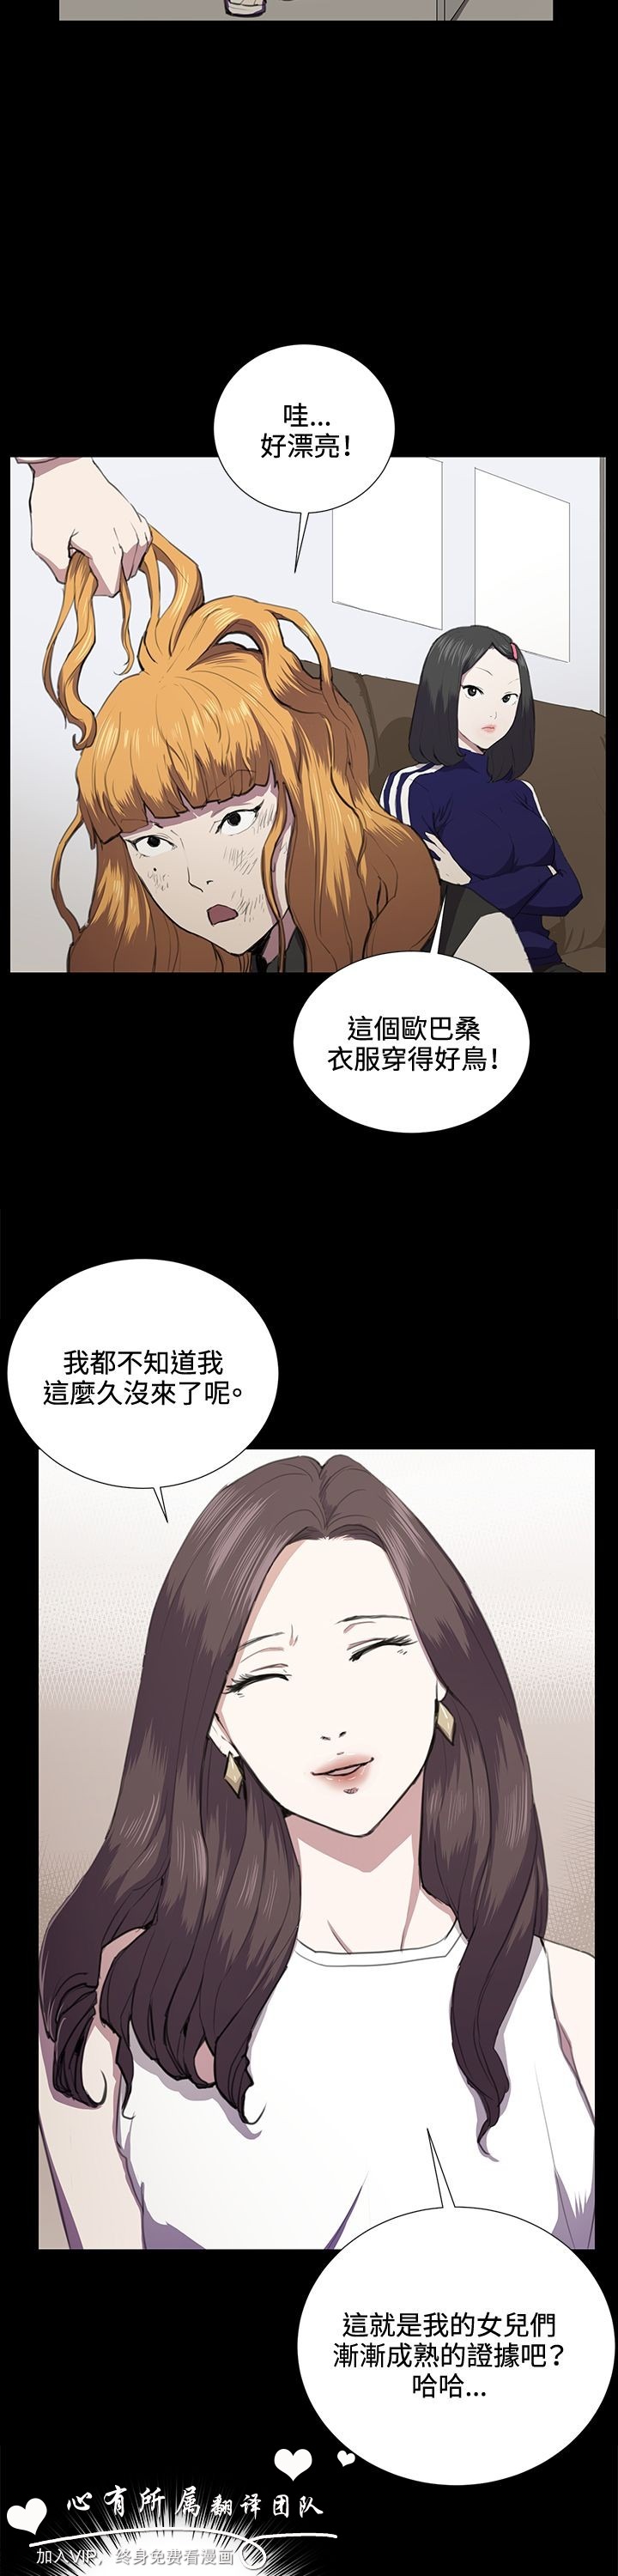 哇...
好漂亮!
這個歐巴桑
衣服穿得好鳥!
我都不知道我
這麼久沒來了呢。
這就是我的女兒們
漸漸成熟的證據吧?
哈哈...
心有所属翻译团队
加入VIP，终身免费看漫画